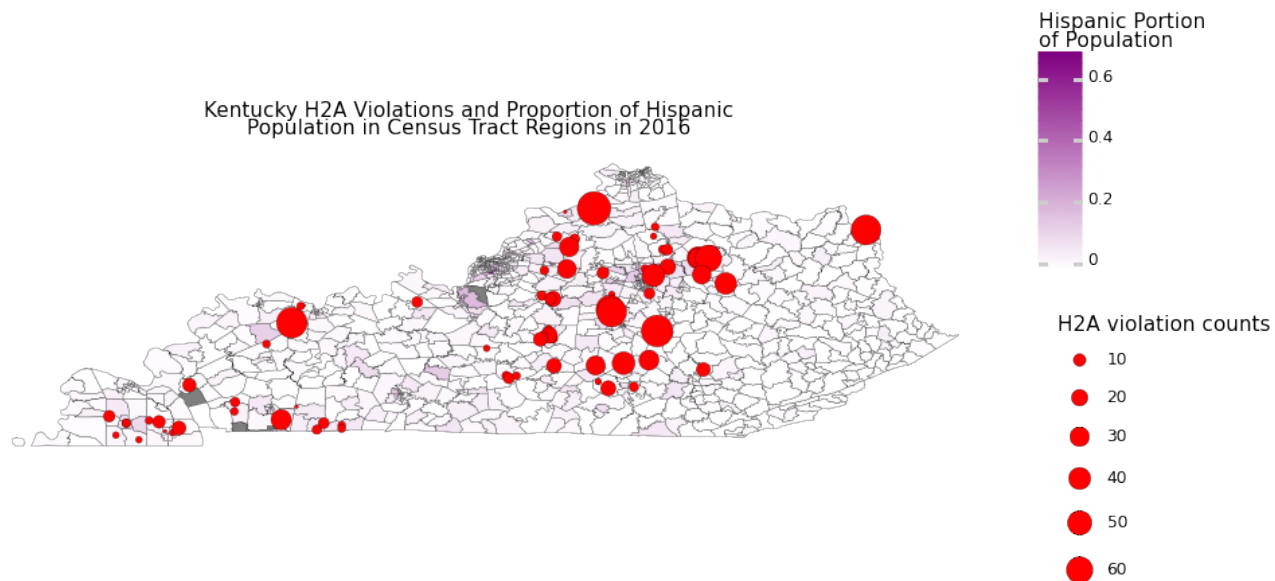 Hispanic Portion
of Population
0.6
0.4
0.2
0
Kentucky H2A Violations and Proportion of Hispanic
Population in Census Tract Regions in 2016
H2A violation counts
10
20
30
40
50
60